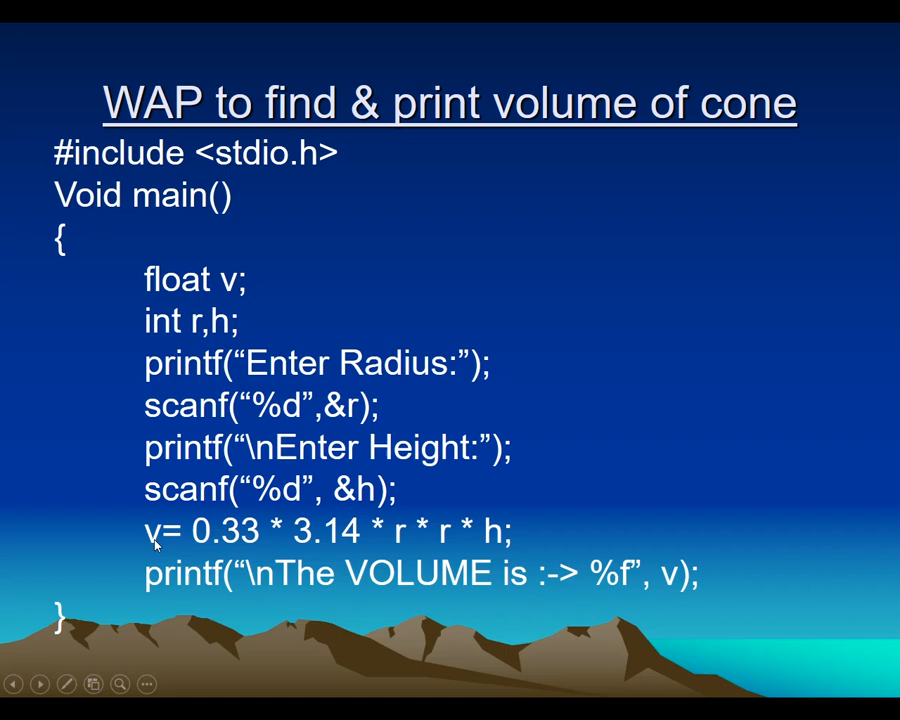 WAP to find & print volume of cone
#include <stdio.h>
Void main()
{
float v;
int r,h;
printf(“Enter Radius:”);
scanf(“%d”,&r);
printf(“\nEnter Height:”);
scanf(“%d”, &h);
v= 0.33 * 3.14 * r * r * h;
printf(“\nThe VOLUME is :-> %f”, v);
}